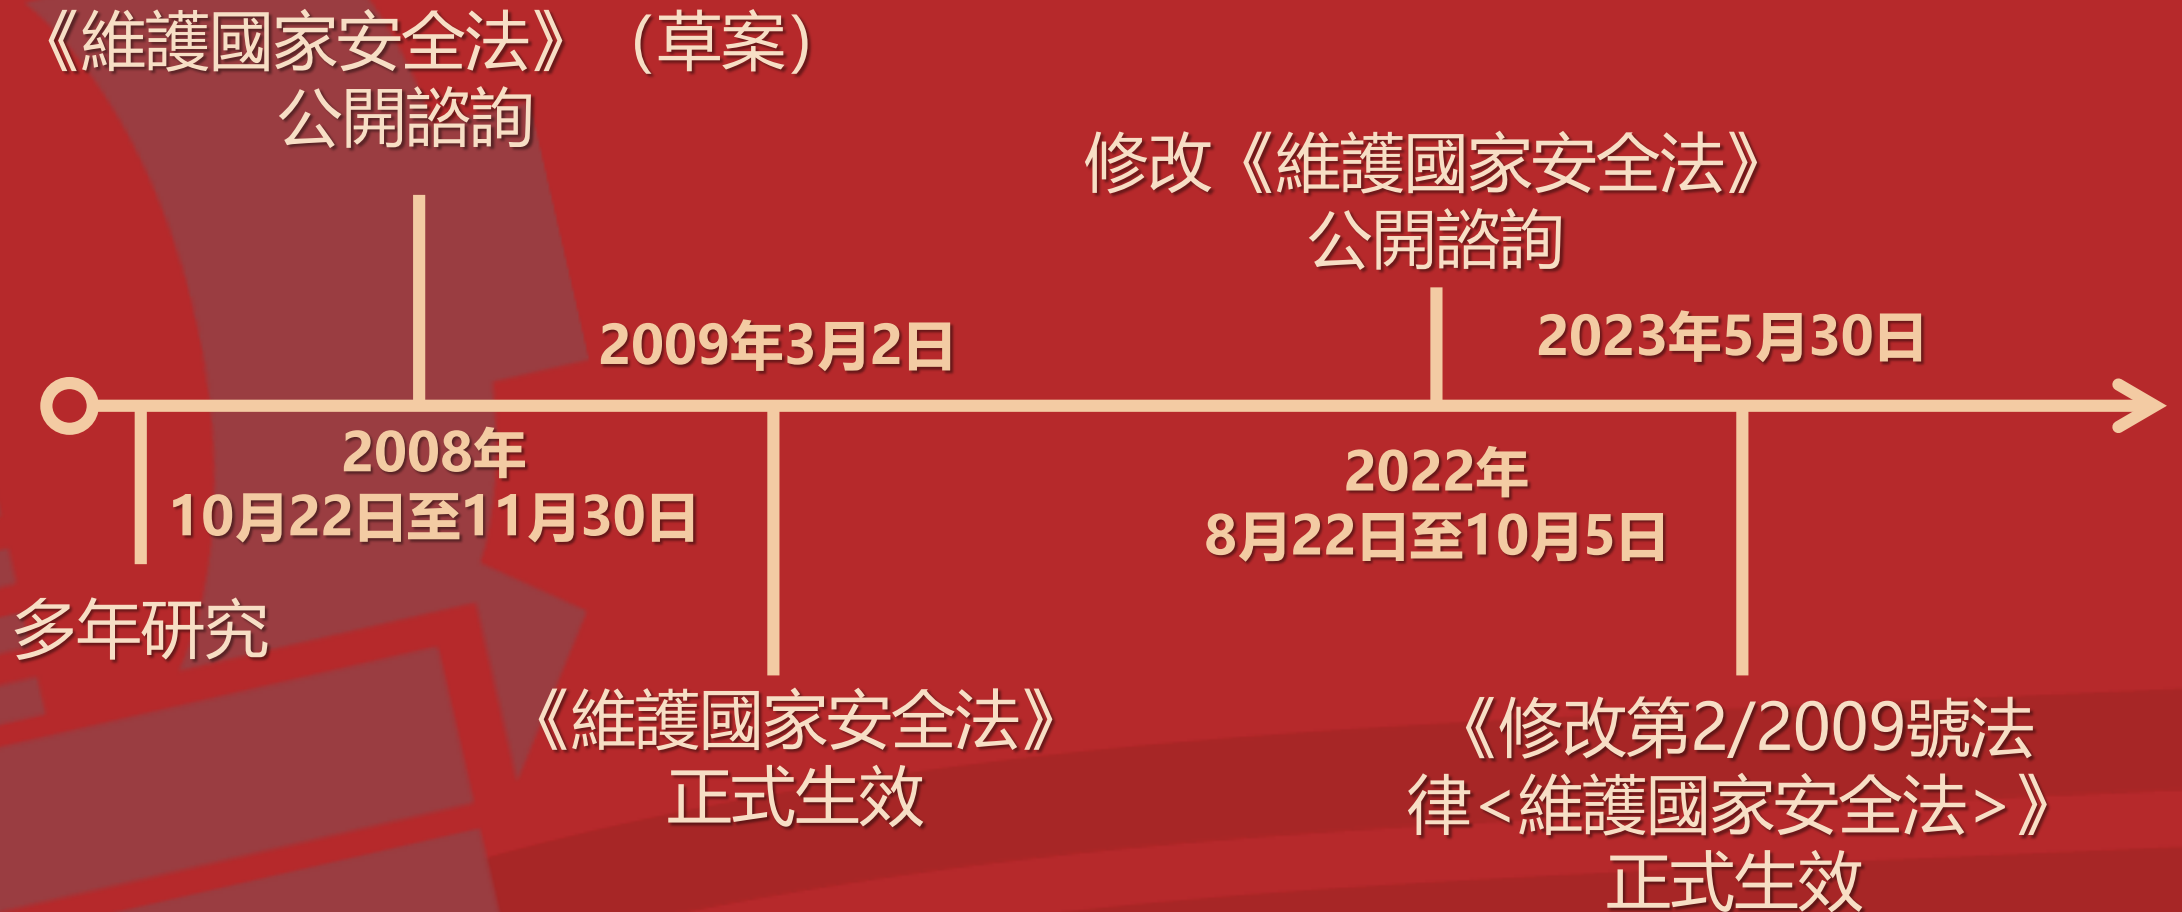 《維護國家安全法》（草案）
公開諮詢
修改《維護國家安全法》
公開諮詢
2009年3月2日
2023年5月30日
2008年
10月22日至11月30日
2022年
8月22日至10月5日
多年研究
《維護國家安全法》
正式生效
《修改第2/2009號法
律<維護國家安全法>》
正式生效